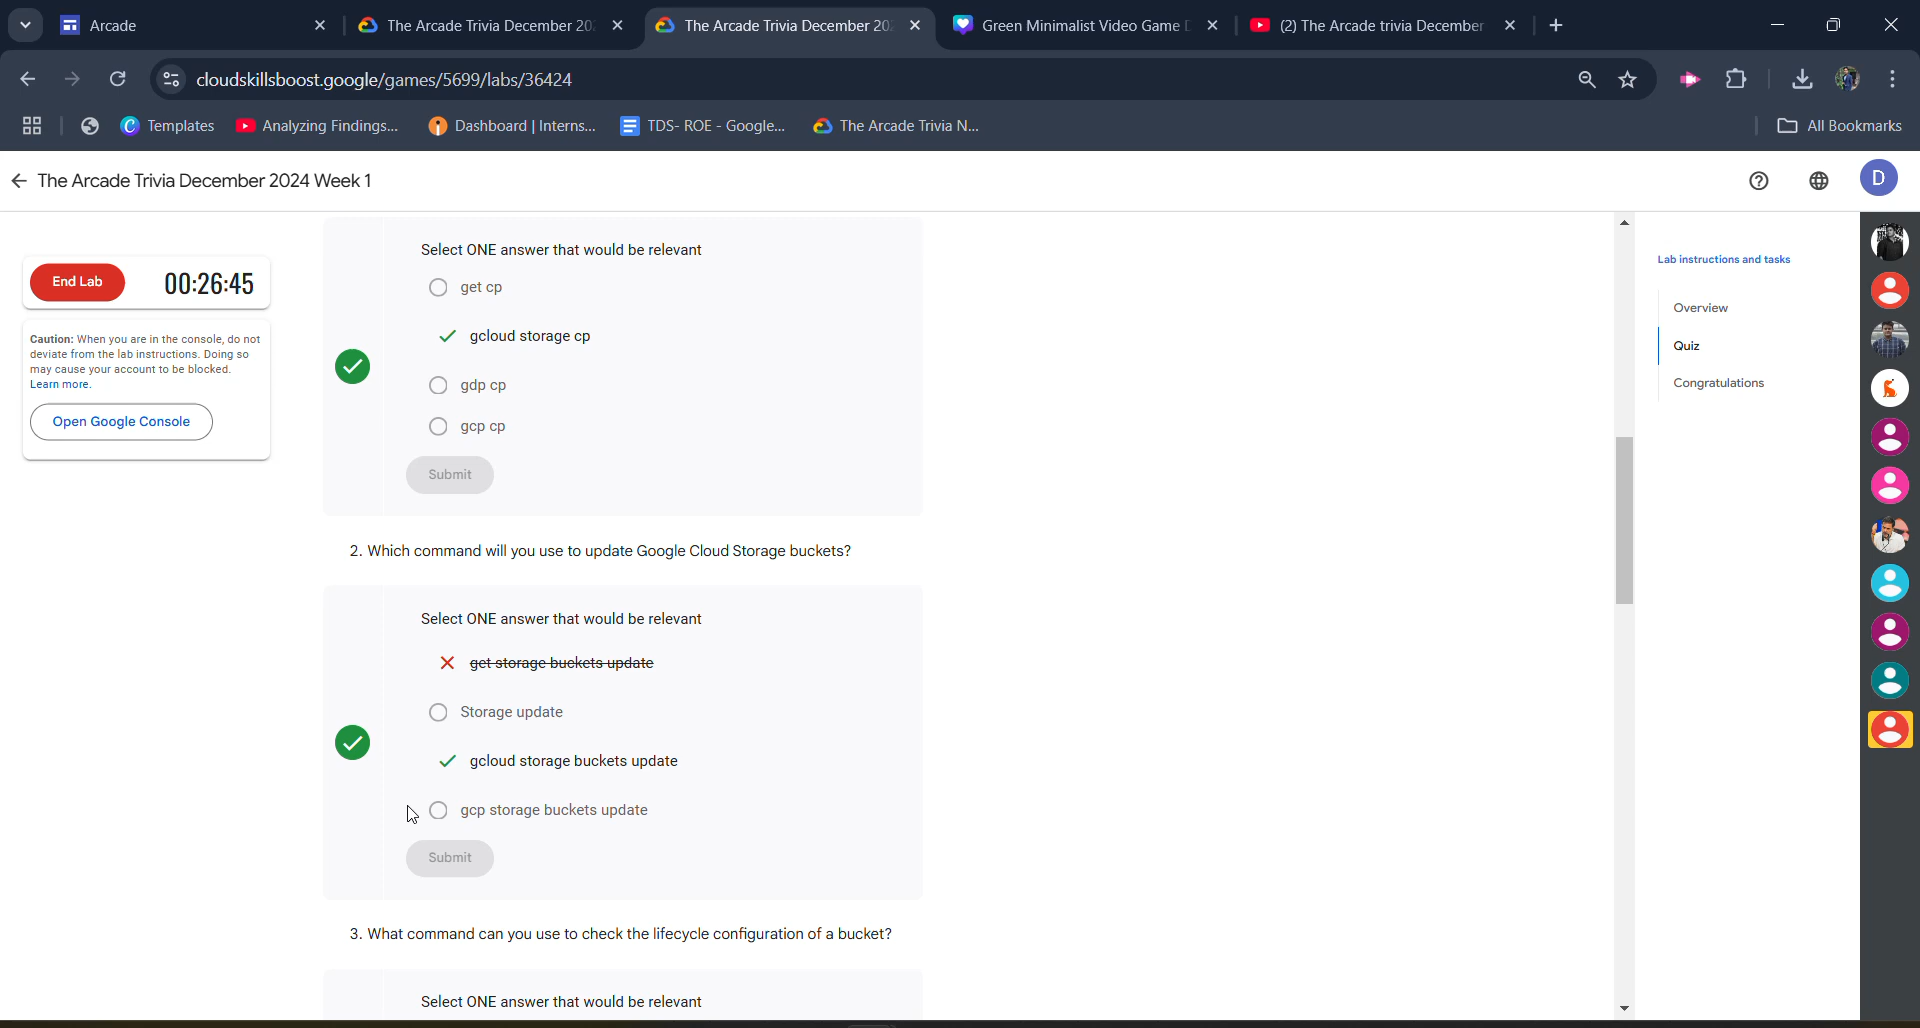 Arcade
The Arcade Trivia December 20
The Arcade Trivia December 20
Green Minimalist Video Game
(2) The Arcade trivia December
cloudskillsboost.google/games/5699/labs/36424
Templates
Analyzing Findings...
Dashboard | Interns...
TDS- ROE - Google...
The Arcade Trivia N...
All Bookmarks
The Arcade Trivia December 2024 Week 1
D
End Lab
00:26:45
Caution: When you are in the console, do not
deviate from the lab instructions. Doing so
may cause your account to be blocked.
Learn more.
Open Google Console
Select ONE answer that would be relevant
get cp
gcloud storage cp
gdp cp
gcp cp
Submit
2. Which command will you use to update Google Cloud Storage buckets?
Select ONE answer that would be relevant
get storage buckets update
Storage update
gcloud storage buckets update
gcp storage buckets update
Submit
3. What command can you use to check the lifecycle configuration of a bucket?
Select ONE answer that would be relevant
Lab instructions and tasks
Overview
Quiz
Congratulations